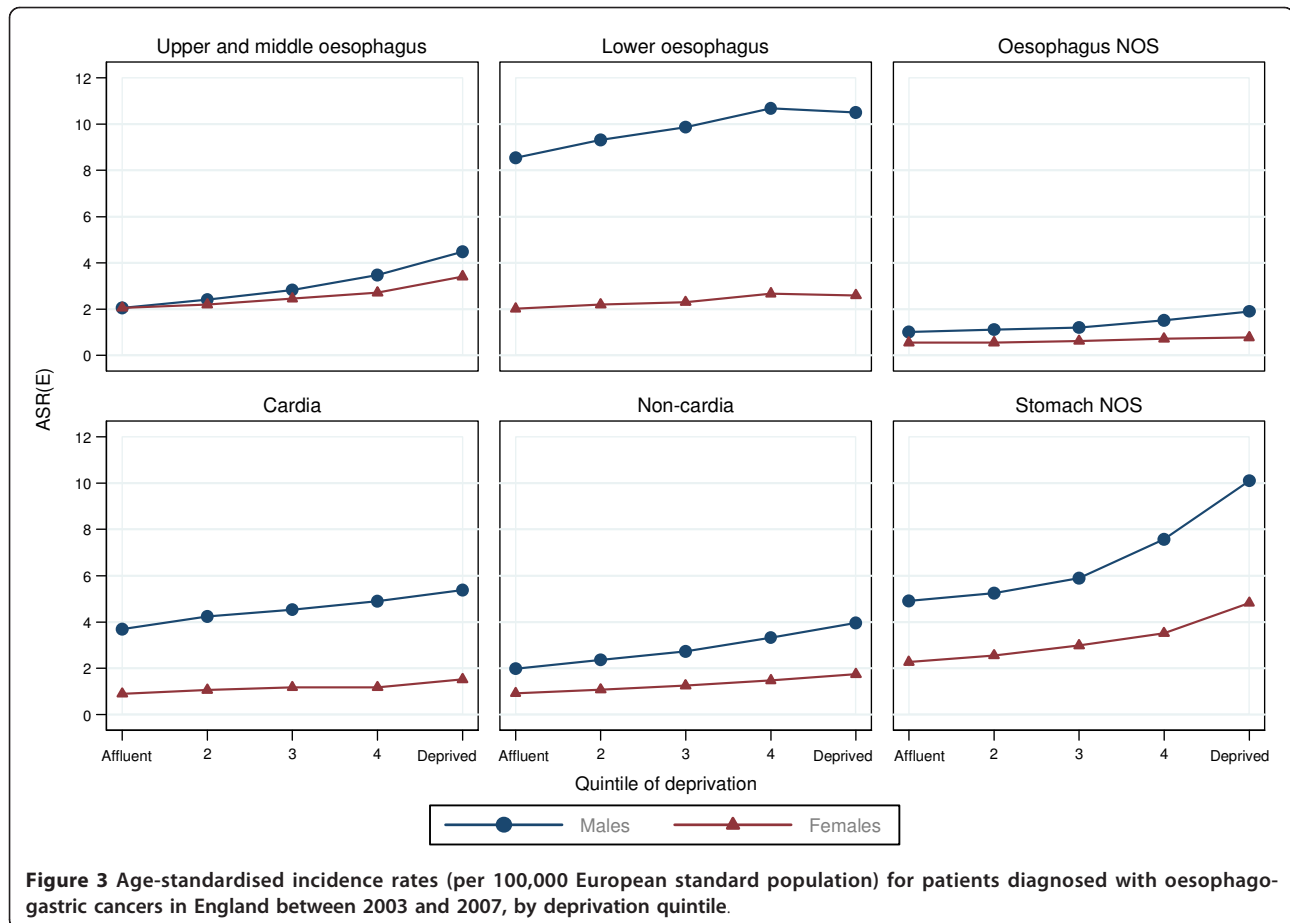 Upper and middle oesophagus
Lower oesophagus
Oesophagus NOS
12
10
8
6
4
2
0
ASR(E)
Cardia
Non-cardia
Stomach NOS
12
10
8
6
4
2
0
Affluent 2 3 4 Deprived
Affluent 2 3 4 Deprived
Affluent 2 3 4 Deprived
Quintile of deprivation
Males Females
Figure 3 Age-standardised incidence rates (per 100,000 European standard population) for patients diagnosed with oesophago-
gastric cancers in England between 2003 and 2007, by deprivation quintile.